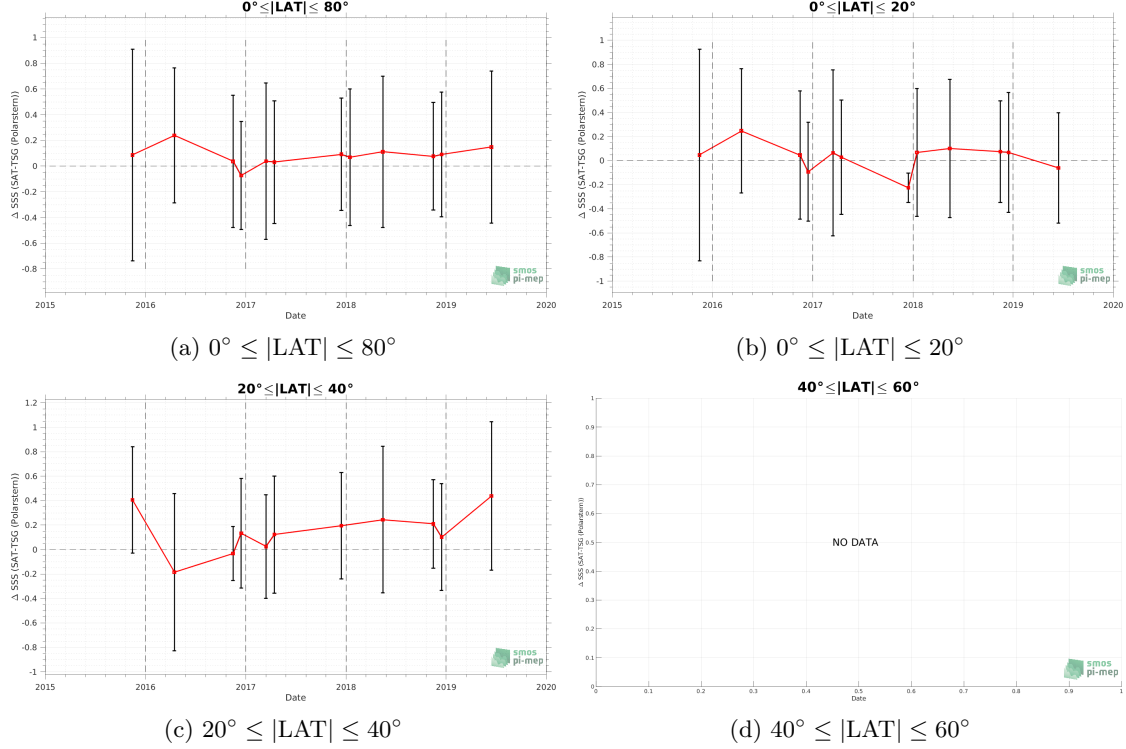 0°≤|LAT|≤ 80°
Δ SSS (SAT-TSG (Polarstern))
1
0.8
0.6
0.4
0.2
0
-0.2
-0.4
-0.6
-0.8
2015 2016 2017 2018 2019 2020
Date
smos
pi-mep
(a) 0° ≤ |LAT| ≤ 80°
0°≤|LAT|≤ 20°
Δ SSS (SAT-TSG (Polarstern))
1
0.8
0.6
0.4
0.2
0
-0.2
-0.4
-0.6
-0.8
-1
2015 2016 2017 2018 2019 2020
Date
smos
pi-mep
(b) 0° ≤ |LAT| ≤ 20°
20°≤|LAT|≤ 40°
Δ SSS (SAT-TSG (Polarstern))
1.2
1
0.8
0.6
0.4
0.2
0
-0.2
-0.4
-0.6
-0.8
-1
2015 2016 2017 2018 2019 2020
Date
smos
pi-mep
(c) 20° ≤ |LAT| ≤ 40°
40°≤|LAT|≤ 60°
Δ SSS (SAT-TSG (Polarstern))
1
0.9
0.8
0.7
0.6
0.5
0.4
0.3
0.2
0.1
0
NO DATA
0 0.1 0.2 0.3 0.4 0.5 0.6 0.7 0.8 0.9 1
Date
smos
pi-mep
(d) 40° ≤ |LAT| ≤ 60°